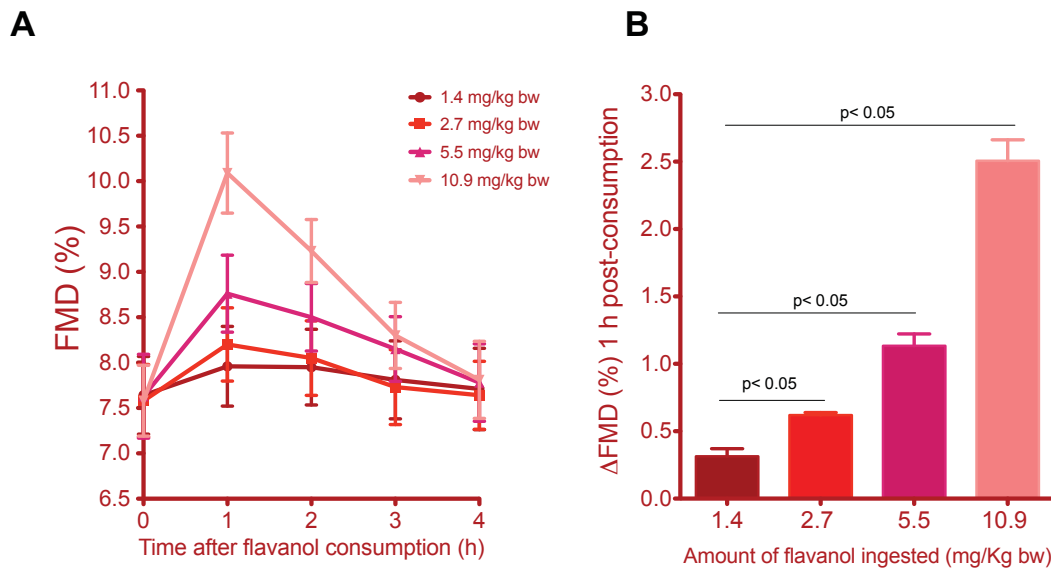 A
FMD (%)
11.0
10.5
10.0
9.5
9.0
8.5
8.0
7.5
7.0
6.5
0
1
2
3
4
Time after flavanol consumption (h)
1.4 mg/kg bw
2.7 mg/kg bw
5.5 mg/kg bw
10.9 mg/kg bw
B
ΔFMD (%) 1 h post-consumption
3.0
2.5
2.0
1.5
1.0
0.5
0.0
p< 0.05
p< 0.05
p< 0.05
1.4
2.7
5.5
10.9
Amount of flavanol ingested (mg/Kg bw)